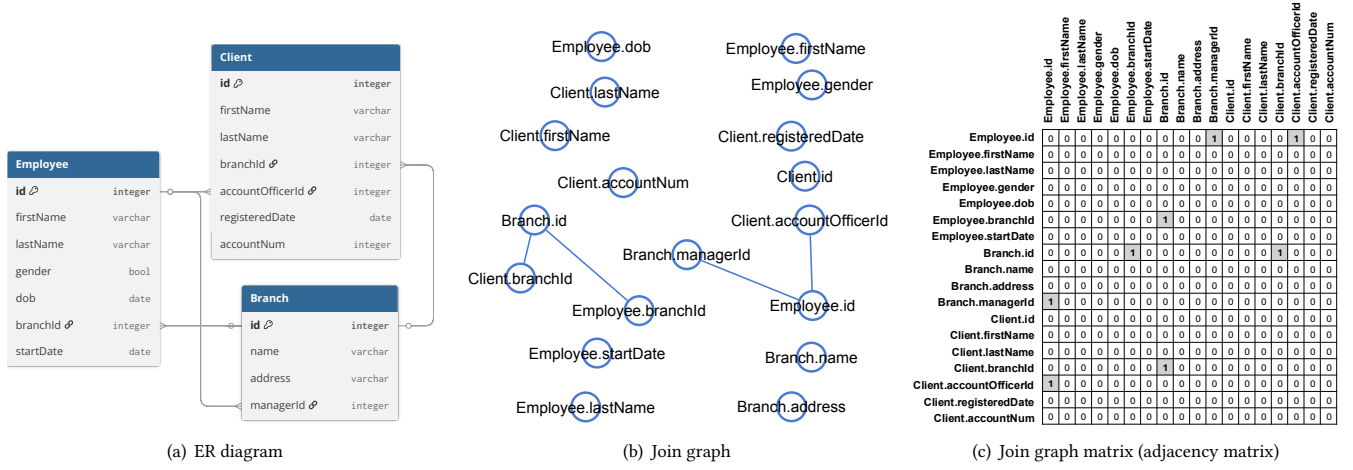 Client
id integer
firstName varchar
lastName varchar
branchId integer
accountOfficerId integer
registeredDate date
accountNum integer
Employee
id integer
firstName varchar
lastName varchar
gender bool
dob date
branchId integer
startDate date
Branch
id integer
name varchar
address varchar
managerId integer
(a) ER diagram
Employee.dob
Employee.firstName
Client.lastName
Employee.gender
Client.firstName
Client.registeredDate
Client.accountNum
Client.id
Branch.id
Client.accountOfficerId
Branch.managerId
Client.branchId
Employee.branchId
Employee.id
Employee.startDate
Branch.name
Employee.lastName
Branch.address
(b) Join graph
Employee.id
Employee.firstName
Employee.lastName
Employee.gender
Employee.dob
Employee.branchId
Employee.startDate
Branch.id
Branch.name
Branch.address
Branch.managerId
Client.id
Client.firstName
Client.lastName
Client.branchId
Client.accountOfficerId
Client.registeredDate
Client.accountNum
Employee.id 0 0 0 0 0 0 0 0 0 0 1 0 0 0 0 1 0 0
Employee.firstName 0 0 0 0 0 0 0 0 0 0 0 0 0 0 0 0 0 0
Employee.lastName 0 0 0 0 0 0 0 0 0 0 0 0 0 0 0 0 0 0
Employee.gender 0 0 0 0 0 0 0 0 0 0 0 0 0 0 0 0 0 0
Employee.dob 0 0 0 0 0 0 0 0 0 0 0 0 0 0 0 0 0 0
Employee.branchId 0 0 0 0 0 0 0 1 0 0 0 0 0 0 0 0 0 0
Employee.startDate 0 0 0 0 0 0 0 0 0 0 0 0 0 0 0 0 0 0
Branch.id 0 0 0 0 0 1 0 0 0 0 0 0 0 0 1 0 0 0
Branch.name 0 0 0 0 0 0 0 0 0 0 0 0 0 0 0 0 0 0
Branch.address 0 0 0 0 0 0 0 0 0 0 0 0 0 0 0 0 0 0
Branch.managerId 1 0 0 0 0 0 0 0 0 0 0 0 0 0 0 0 0 0
Client.id 0 0 0 0 0 0 0 0 0 0 0 0 0 0 0 0 0 0
Client.firstName 0 0 0 0 0 0 0 0 0 0 0 0 0 0 0 0 0 0
Client.lastName 0 0 0 0 0 0 0 0 0 0 0 0 0 0 0 0 0 0
Client.branchId 0 0 0 0 0 0 0 1 0 0 0 0 0 0 0 0 0 0
Client.accountOfficerId 1 0 0 0 0 0 0 0 0 0 0 0 0 0 0 0 0 0
Client.registeredDate 0 0 0 0 0 0 0 0 0 0 0 0 0 0 0 0 0 0
Client.accountNum 0 0 0 0 0 0 0 0 0 0 0 0 0 0 0 0 0 0
(c) Join graph matrix (adjacency matrix)